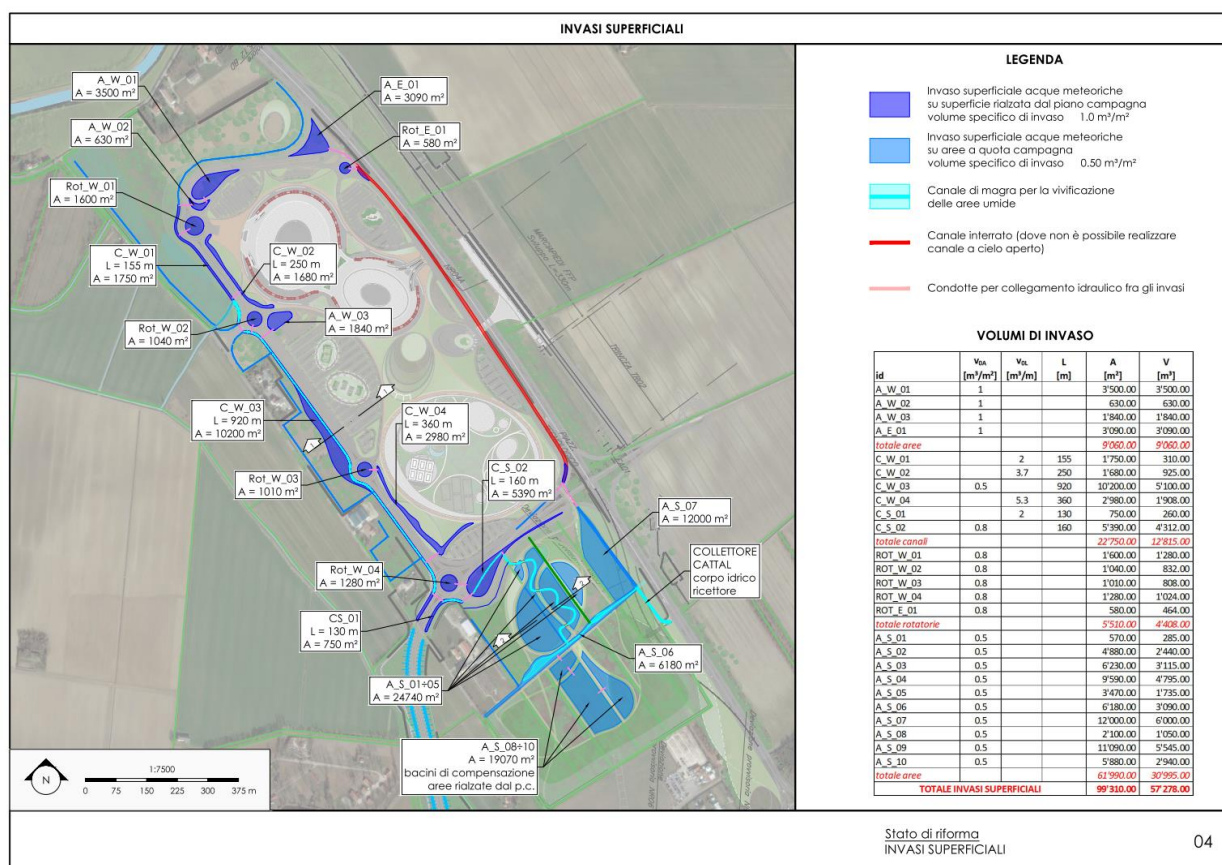 INVASI SUPERFICIALI
A_W_01
A = 3500 m²
A_E_01
A = 3090 m²
A_W_02
A = 630 m²
Rot_E_01
A = 580 m²
Rot_W_01
A = 1600 m²
C_W_01
L = 155 m
A = 1750 m²
C_W_02
L = 250 m
A = 1680 m²
Rot_W_02
A = 1040 m²
A_W_03
A = 1840 m²
C_W_03
L = 920 m
A = 10200 m²
C_W_04
L = 360 m
A = 2980 m²
Rot_W_03
A = 1010 m²
C_S_02
L = 160 m
A = 5390 m²
A_S_07
A = 12000 m²
Rot_W_04
A = 1280 m²
COLLETTORE
CATTAL
corpo idrico
ricettore
CS_01
L = 130 m
A = 750 m²
A_S_06
A = 6180 m²
A_S_01÷05
A = 24740 m²
A_S_08÷10
A = 19070 m²
bacini di compensazione
aree rialzate dal p.c.
N
1:7500
0 75 150 225 300 375 m
LEGENDA
Invaso superficiale acque meteoriche
su superficie rialzata dal piano campagna
volume specifico di invaso 1.0 m³/m²
Invaso superficiale acque meteoriche
su aree a quota campagna
volume specifico di invaso 0.50 m³/m²
Canale di magra per la vivificazione
delle aree umide
Canale interrato (dove non è possibile realizzare
canale a cielo aperto)
Condotte per collegamento idraulico fra gli invasi
VOLUMI DI INVASO
id v0A [m³/m²] v0L [m³/m] L [m] A [m²] V [m³]
A_W_01 1 3'500.00 3'500.00
A_W_02 1 630.00 630.00
A_W_03 1 1'840.00 1'840.00
A_E_01 1 3'090.00 3'090.00
totale aree 9'060.00 9'060.00
C_W_01 2 155 1'750.00 310.00
C_W_02 3.7 250 1'680.00 925.00
C_W_03 0.5 920 10'200.00 5'100.00
C_W_04 5.3 360 2'980.00 1'908.00
C_S_01 2 130 750.00 260.00
C_S_02 0.8 160 5'390.00 4'312.00
totale canali 22'750.00 12'815.00
ROT_W_01 0.8 1'600.00 1'280.00
ROT_W_02 0.8 1'040.00 832.00
ROT_W_03 0.8 1'010.00 808.00
ROT_W_04 0.8 1'280.00 1'024.00
ROT_E_01 0.8 580.00 464.00
totale rotatorie 5'510.00 4'408.00
A_S_01 0.5 570.00 285.00
A_S_02 0.5 4'880.00 2'440.00
A_S_03 0.5 6'230.00 3'115.00
A_S_04 0.5 9'590.00 4'795.00
A_S_05 0.5 3'470.00 1'735.00
A_S_06 0.5 6'180.00 3'090.00
A_S_07 0.5 12'000.00 6'000.00
A_S_08 0.5 2'100.00 1'050.00
A_S_09 0.5 11'090.00 5'545.00
A_S_10 0.5 5'880.00 2'940.00
totale aree 61'990.00 30'995.00
TOTALE INVASI SUPERFICIALI 99'310.00 57'278.00
Stato di riforma
INVASI SUPERFICIALI
04